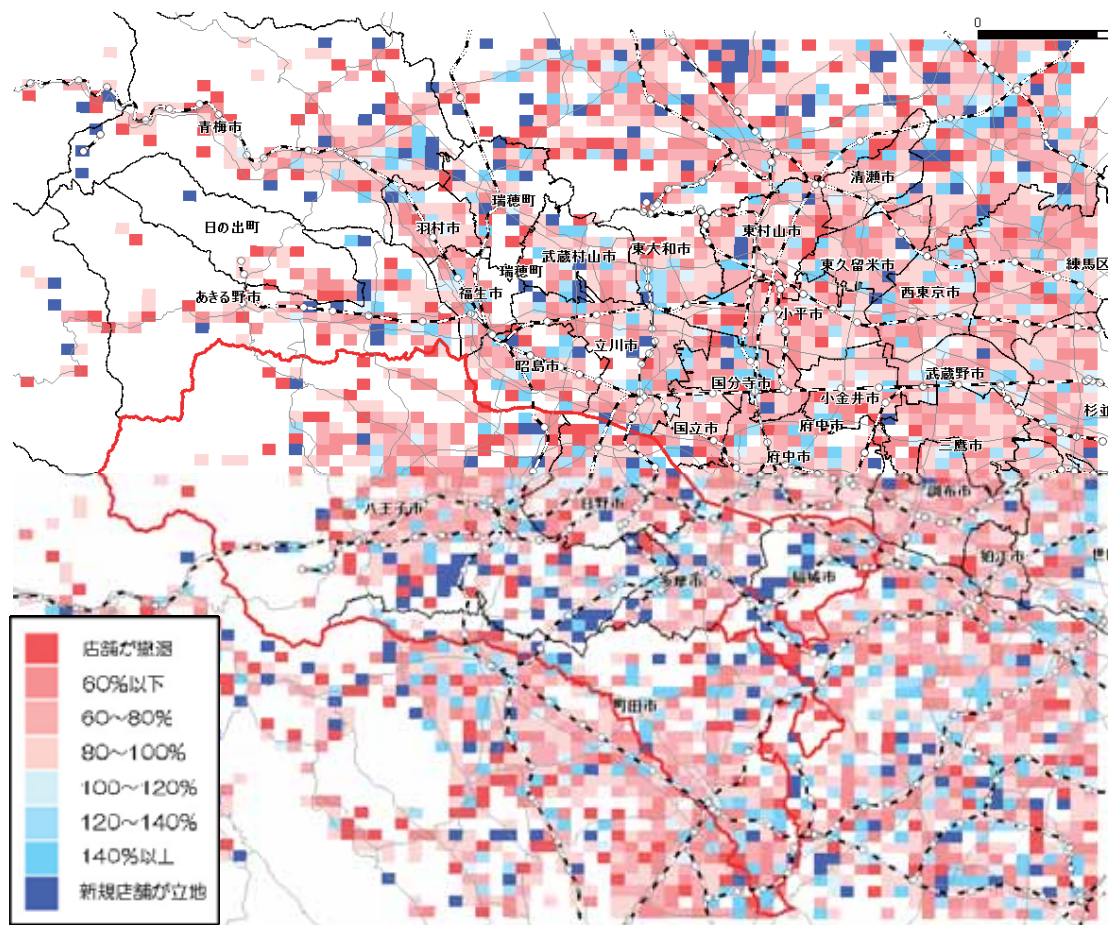 0
青梅市
清瀬市
瑞穂町
羽村市
日の出町
東村山市
東大和市
武蔵村山市
瑞穂町
東久留米市
練馬区
西東京市
福生市
あきる野市
小平市
立川市
昭島市
国分寺市
武蔵野市
小金井市
杉並
国立市
府中市
府中市
三鷹市
調布市
八王子市
日野市
狛江市
多摩市
稲城市
町田市
店舗が撤退
60%以下
60~80%
80~100%
100~120%
120~140%
140%以上
新規店舗が立地